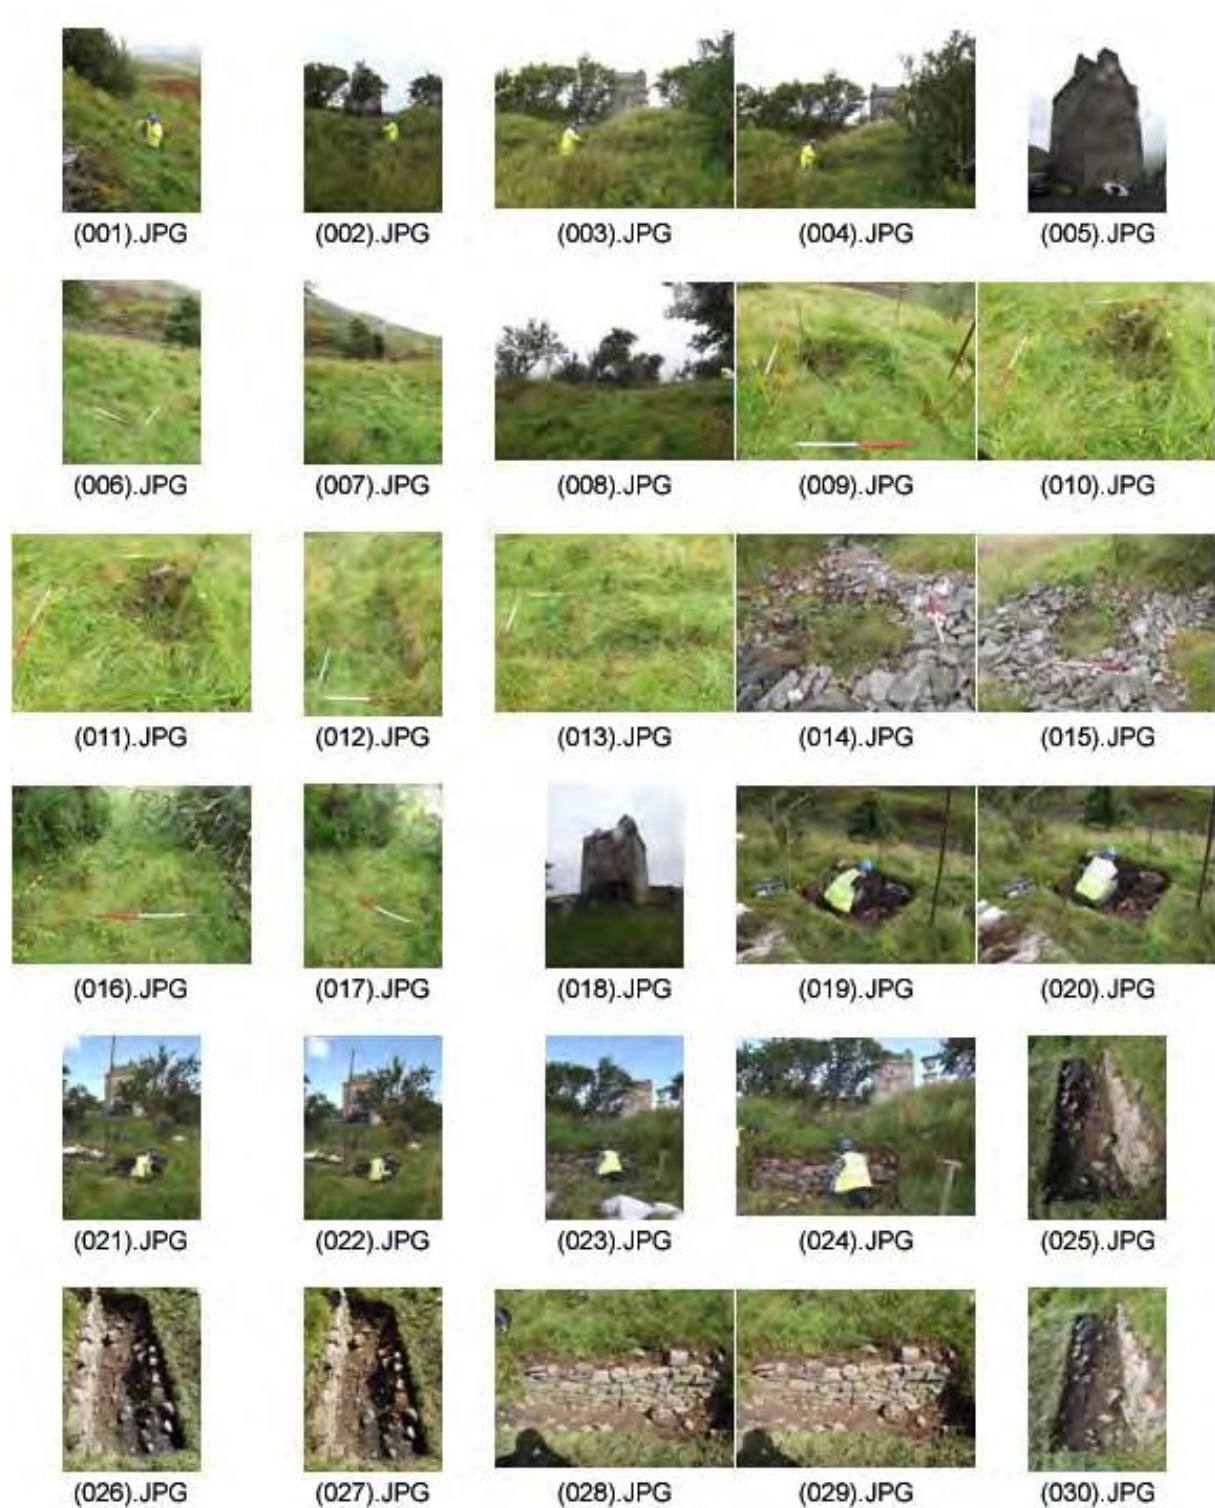 (001).JPG (002).JPG (003).JPG (004).JPG (005).JPG
(006).JPG (007).JPG (008).JPG (009).JPG (010).JPG
(011).JPG (012).JPG (013).JPG (014).JPG (015).JPG
(016).JPG (017).JPG (018).JPG (019).JPG (020).JPG
(021).JPG (022).JPG (023).JPG (024).JPG (025).JPG
(026).JPG (027).JPG (028).JPG (029).JPG (030).JPG